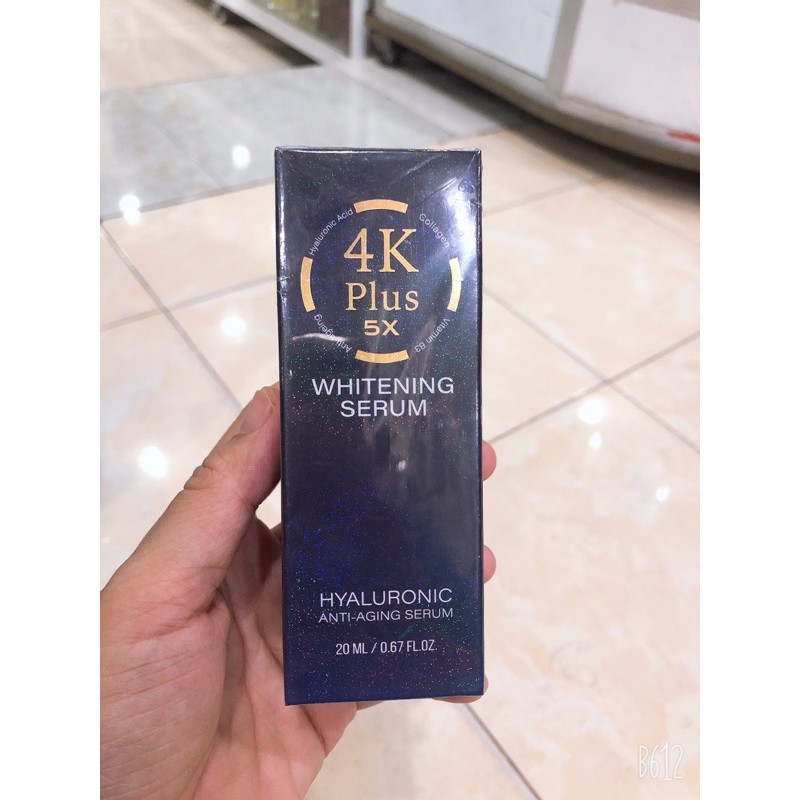 Hyaluronic Acid
Collagen
4K
Plus
5X
Anti-ageing
Vitamin B3
WHITENING
SERUM
HYALURONIC
ANTI-AGING SERUM
20 ML / 0.67 FL.OZ.
B612